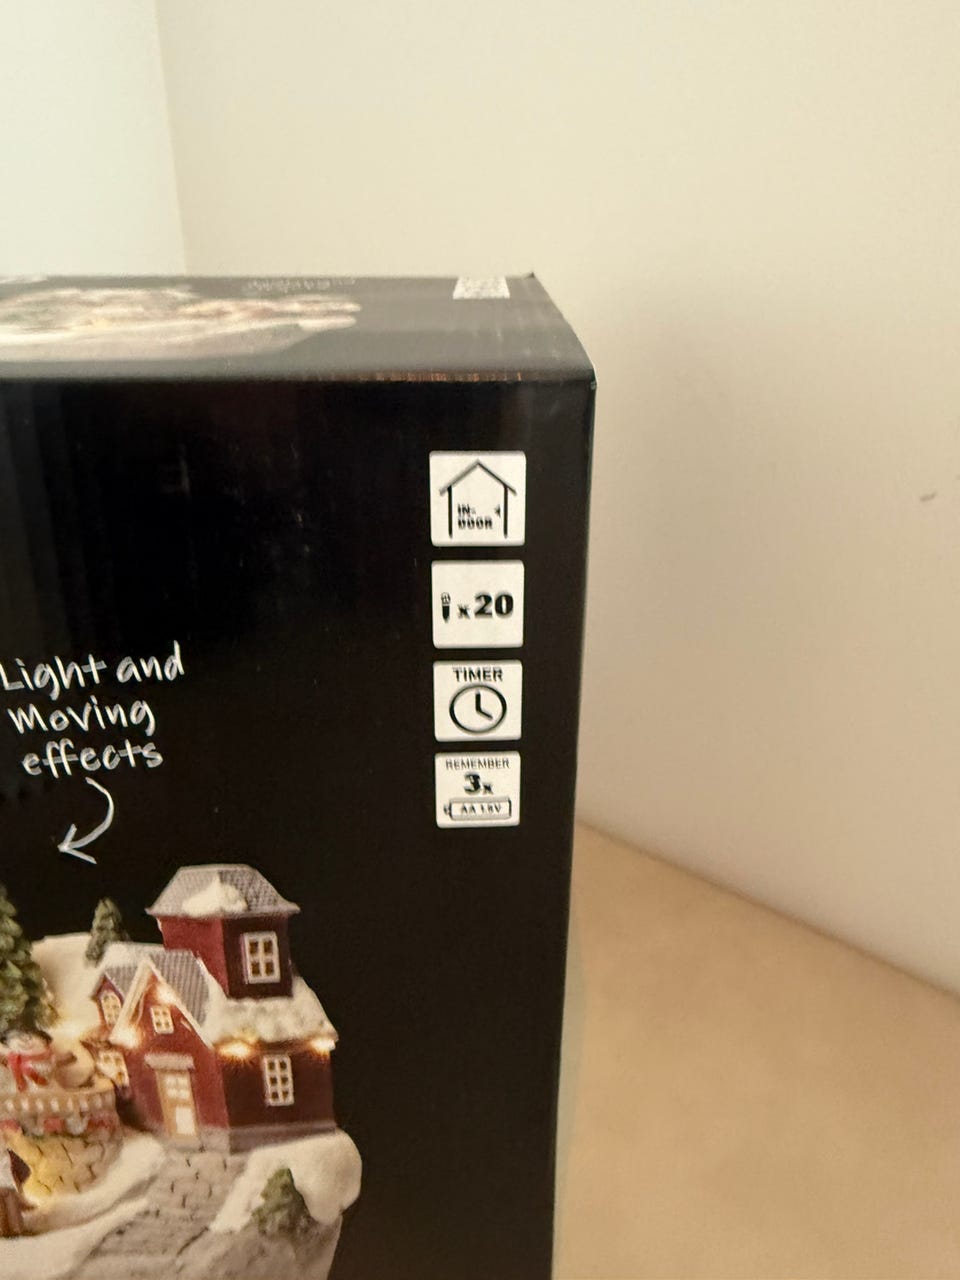 IN-
DOOR
x20
TIMER
REMEMBER
3x
AA 1.5V
Light and
Moving
effects